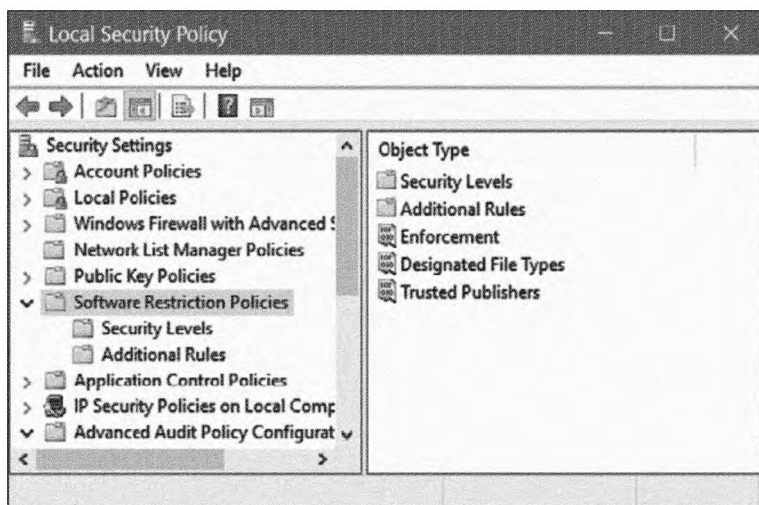 Local Security Policy
File Action View Help
Security Settings
Account Policies
Local Policies
Windows Firewall with Advanced S
Network List Manager Policies
Public Key Policies
Software Restriction Policies
Security Levels
Additional Rules
Application Control Policies
IP Security Policies on Local Comp
Advanced Audit Policy Configurat
Object Type
Security Levels
Additional Rules
Enforcement
Designated File Types
Trusted Publishers